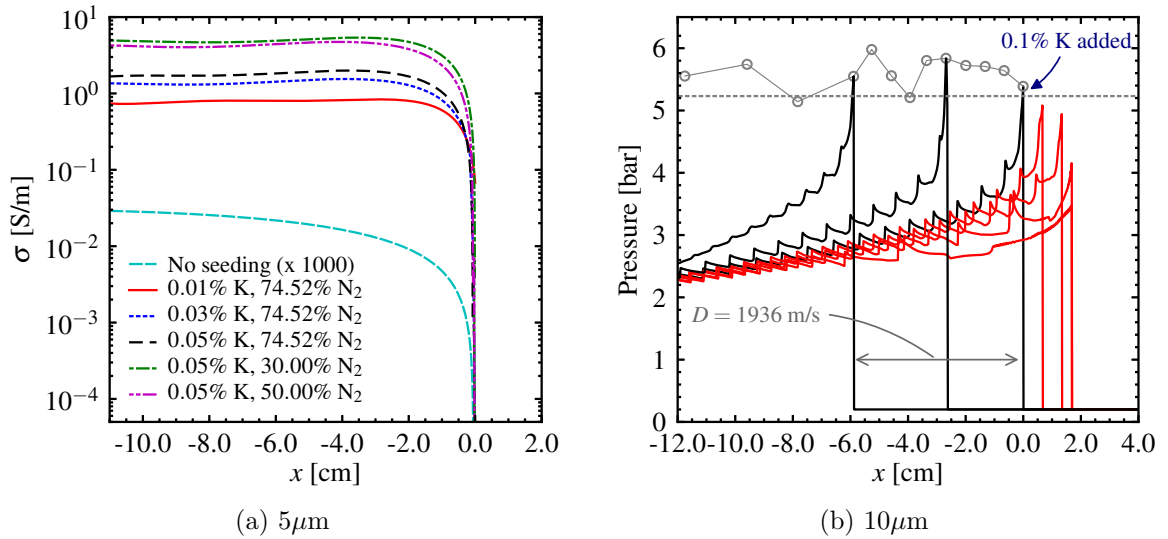 10¹
10⁰
10⁻¹
10⁻²
10⁻³
10⁻⁴
σ [S/m]
No seeding (x 1000)
0.01% K, 74.52% N₂
0.03% K, 74.52% N₂
0.05% K, 74.52% N₂
0.05% K, 30.00% N₂
0.05% K, 50.00% N₂
-10.0 -8.0 -6.0 -4.0 -2.0 0.0 2.0
x [cm]
(a) 5μm
6
5
4
3
2
1
0
Pressure [bar]
0.1% K added
D = 1936 m/s
-12.0 -10.0 -8.0 -6.0 -4.0 -2.0 0.0 2.0 4.0
x [cm]
(b) 10μm